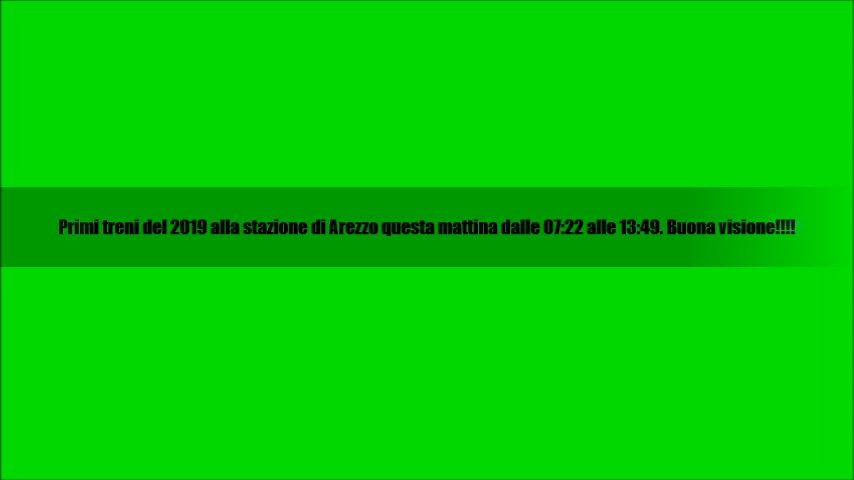 Primi treni del 2019 alla stazione di Arezzo questa mattina dalle 07:22 alle 13:49. Buona visione!!!!